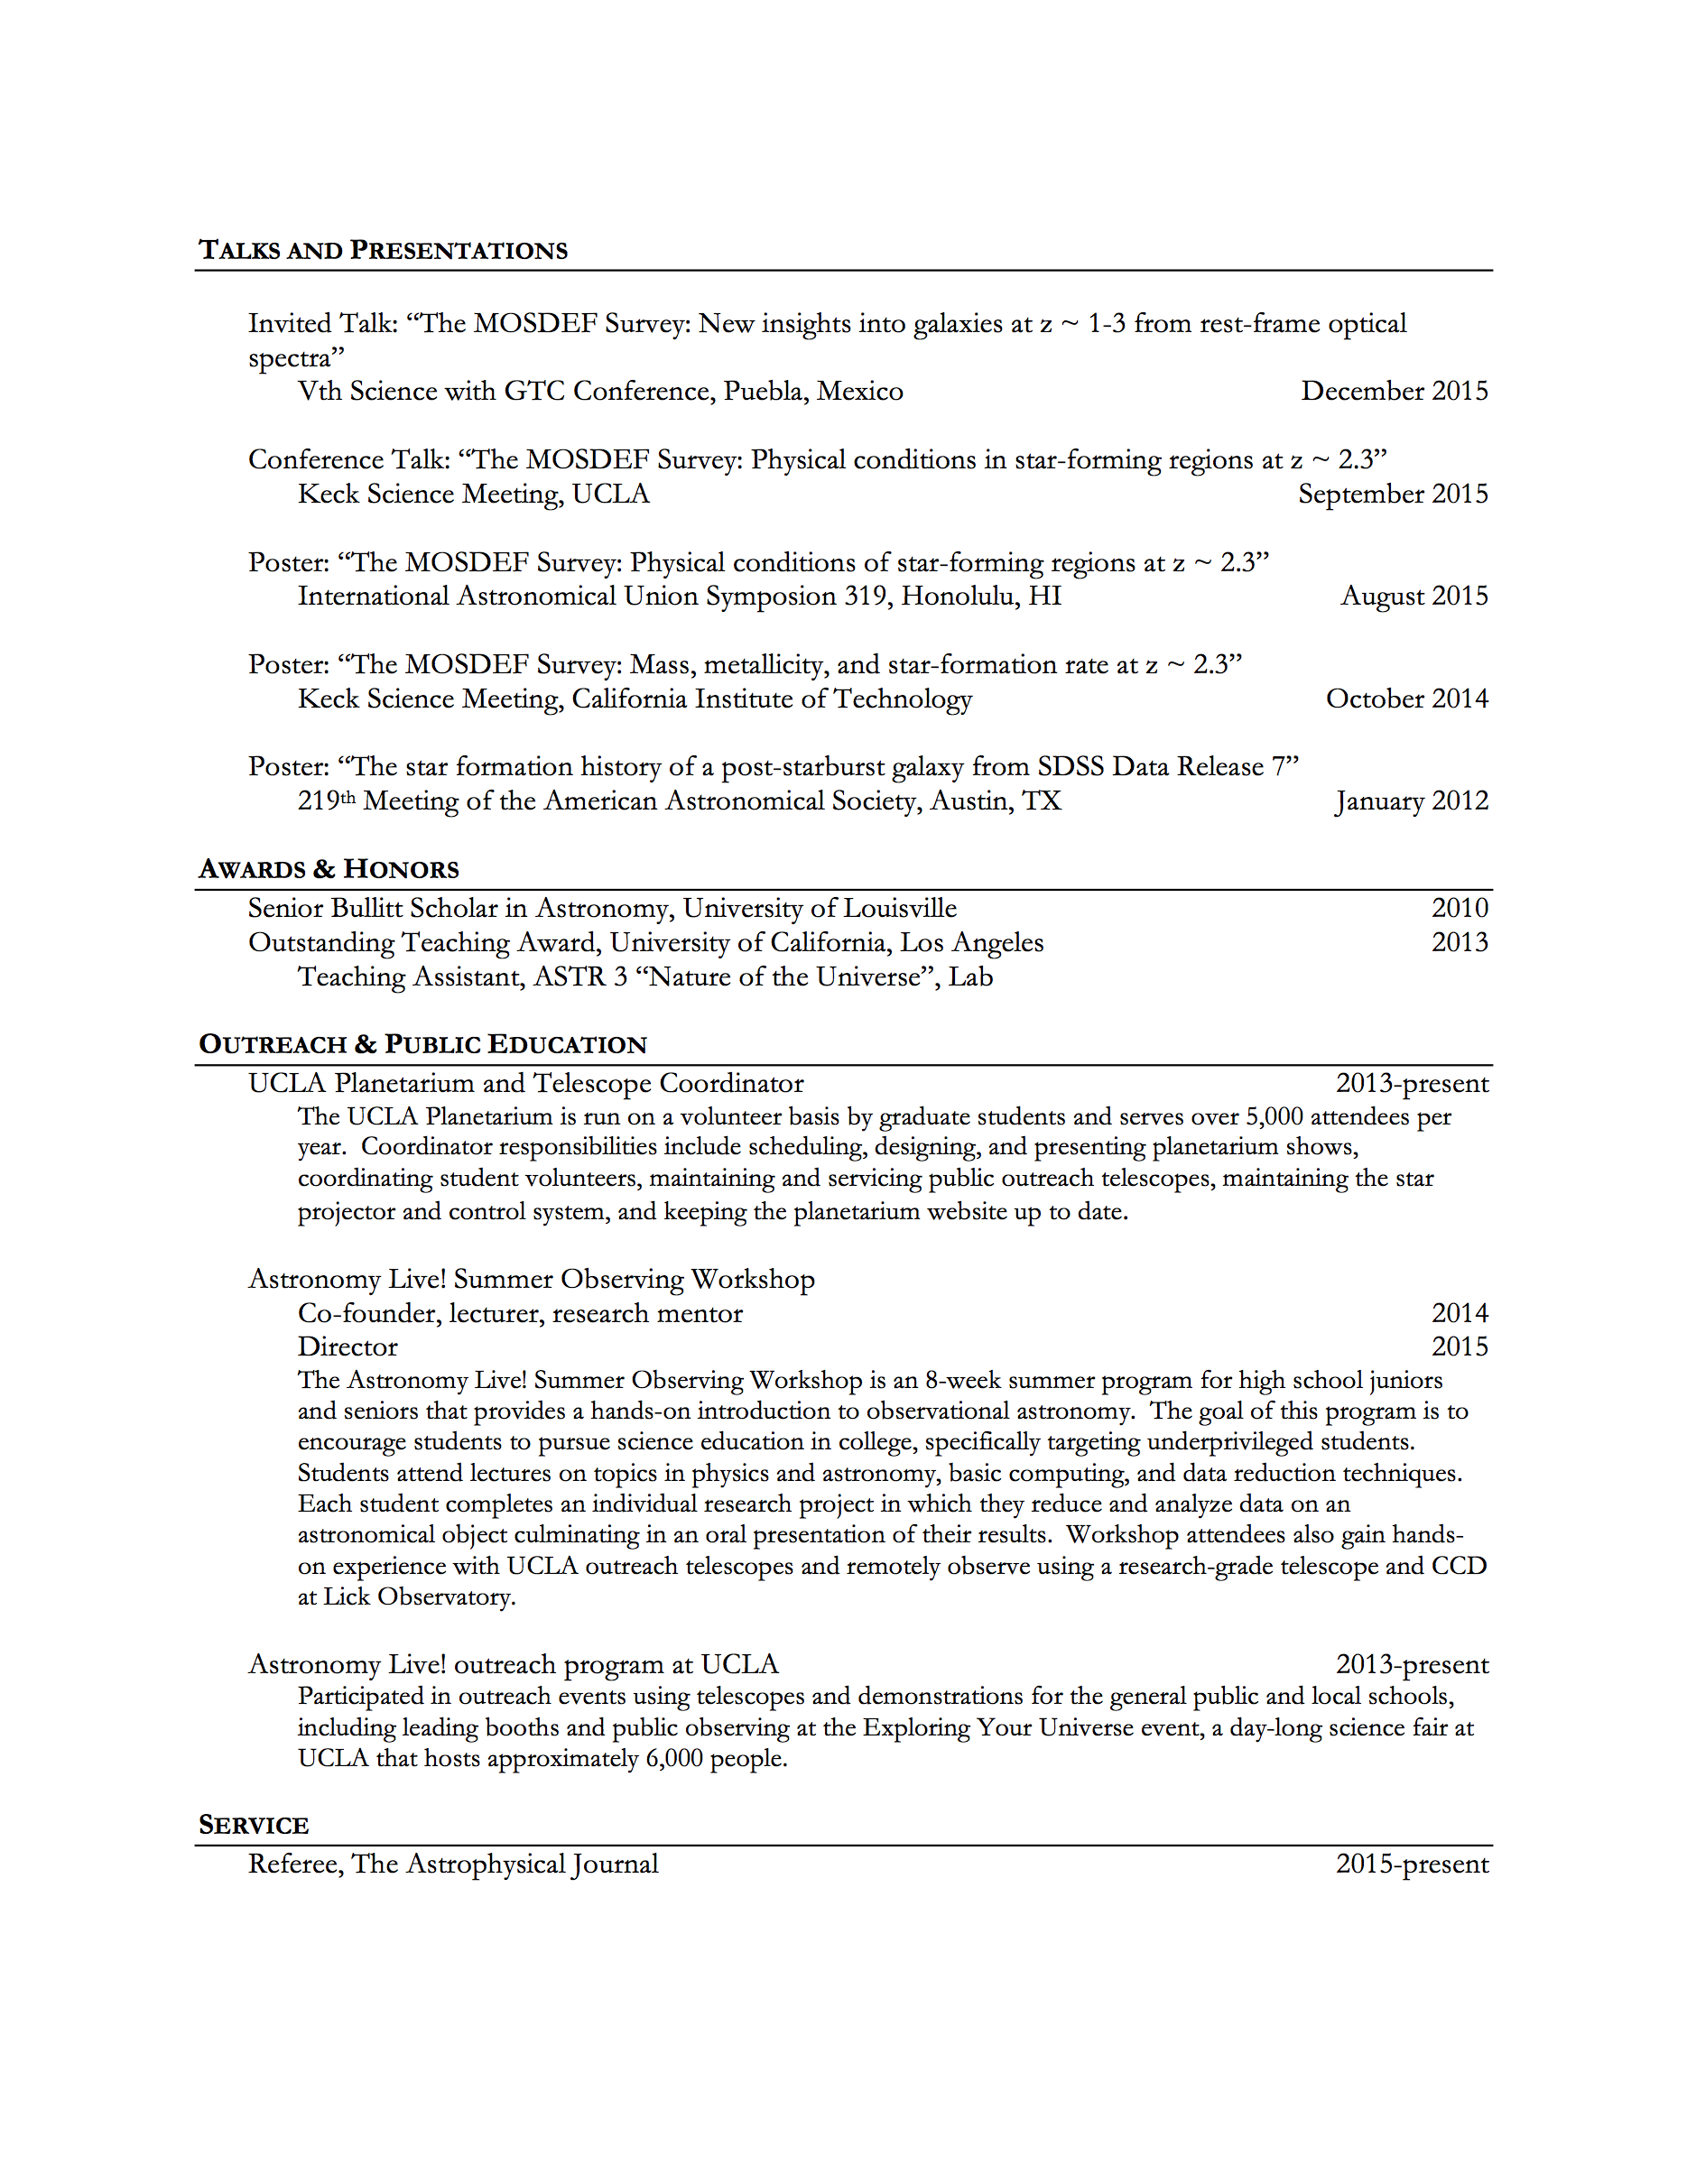 TALKS AND PRESENTATIONS
Invited Talk: “The MOSDEF Survey: New insights into galaxies at z ~ 1-3 from rest-frame optical
spectra”
Vth Science with GTC Conference, Puebla, Mexico December 2015
Conference Talk: “The MOSDEF Survey: Physical conditions in star-forming regions at z ~ 2.3”
Keck Science Meeting, UCLA September 2015
Poster: “The MOSDEF Survey: Physical conditions of star-forming regions at z ~ 2.3”
International Astronomical Union Symposion 319, Honolulu, HI August 2015
Poster: “The MOSDEF Survey: Mass, metallicity, and star-formation rate at z ~ 2.3”
Keck Science Meeting, California Institute of Technology October 2014
Poster: “The star formation history of a post-starburst galaxy from SDSS Data Release 7”
219th Meeting of the American Astronomical Society, Austin, TX January 2012
AWARDS & HONORS
Senior Bullitt Scholar in Astronomy, University of Louisville 2010
Outstanding Teaching Award, University of California, Los Angeles 2013
Teaching Assistant, ASTR 3 “Nature of the Universe”, Lab
OUTREACH & PUBLIC EDUCATION
UCLA Planetarium and Telescope Coordinator 2013-present
The UCLA Planetarium is run on a volunteer basis by graduate students and serves over 5,000 attendees per
year. Coordinator responsibilities include scheduling, designing, and presenting planetarium shows,
coordinating student volunteers, maintaining and servicing public outreach telescopes, maintaining the star
projector and control system, and keeping the planetarium website up to date.
Astronomy Live! Summer Observing Workshop
Co-founder, lecturer, research mentor 2014
Director 2015
The Astronomy Live! Summer Observing Workshop is an 8-week summer program for high school juniors
and seniors that provides a hands-on introduction to observational astronomy. The goal of this program is to
encourage students to pursue science education in college, specifically targeting underprivileged students.
Students attend lectures on topics in physics and astronomy, basic computing, and data reduction techniques.
Each student completes an individual research project in which they reduce and analyze data on an
astronomical object culminating in an oral presentation of their results. Workshop attendees also gain hands-
on experience with UCLA outreach telescopes and remotely observe using a research-grade telescope and CCD
at Lick Observatory.
Astronomy Live! outreach program at UCLA 2013-present
Participated in outreach events using telescopes and demonstrations for the general public and local schools,
including leading booths and public observing at the Exploring Your Universe event, a day-long science fair at
UCLA that hosts approximately 6,000 people.
SERVICE
Referee, The Astrophysical Journal 2015-present